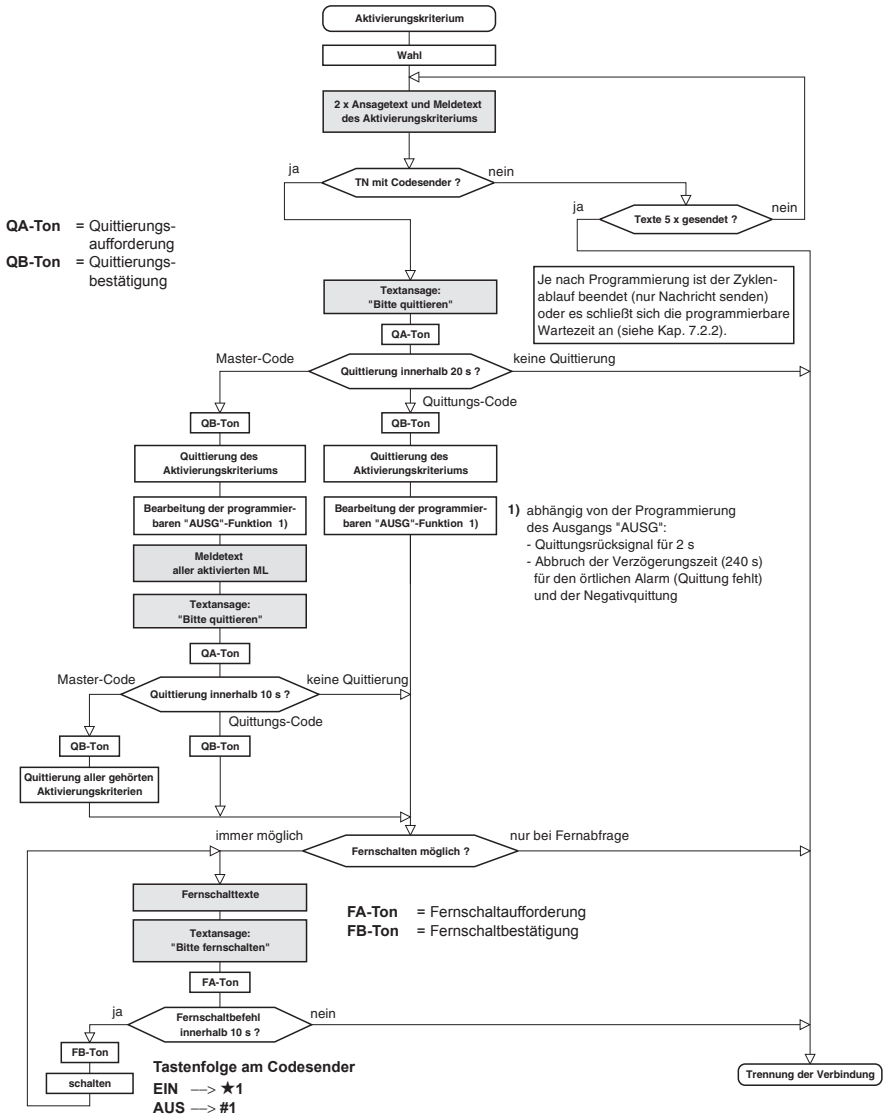 Aktivierungskriterium
Wahl
2 x Ansagetext und Meldetext
des Aktivierungskriteriums
ja
TN mit Codesender ?
nein
ja
Texte 5 x gesendet ?
nein
QA-Ton = Quittierungs-
aufforderung
QB-Ton = Quittierungs-
bestätigung
Je nach Programmierung ist der Zyklen-
ablauf beendet (nur Nachricht senden)
oder es schließt sich die programmierbare
Wartezeit an (siehe Kap. 7.2.2).
Textansage:
"Bitte quittieren"
QA-Ton
Master-Code
Quittierung innerhalb 20 s ?
keine Quittierung
Quittungs-Code
QB-Ton
QB-Ton
Quittierung des
Aktivierungskriteriums
Quittierung des
Aktivierungskriteriums
Bearbeitung der programmier-
baren "AUSG"-Funktion 1)
Bearbeitung der programmier-
baren "AUSG"-Funktion 1)
1) abhängig von der Programmierung
des Ausgangs "AUSG":
- Quittungsrücksignal für 2 s
- Abbruch der Verzögerungszeit (240 s)
für den örtlichen Alarm (Quittung fehlt)
und der Negativquittung
Meldetext
aller aktivierten ML
Textansage:
"Bitte quittieren"
QA-Ton
Master-Code
Quittierung innerhalb 10 s ?
keine Quittierung
Quittungs-Code
QB-Ton
QB-Ton
Quittierung aller gehörten
Aktivierungskriterien
immer möglich
Fernschalten möglich ?
nur bei Fernabfrage
Fernschalttexte
Textansage:
"Bitte fernschalten"
FA-Ton = Fernschaltaufforderung
FB-Ton = Fernschaltbestätigung
FA-Ton
ja
Fernschaltbefehl
innerhalb 10 s ?
nein
FB-Ton
schalten
Tastenfolge am Codesender
EIN --> ★1
AUS --> #1
Trennung der Verbindung